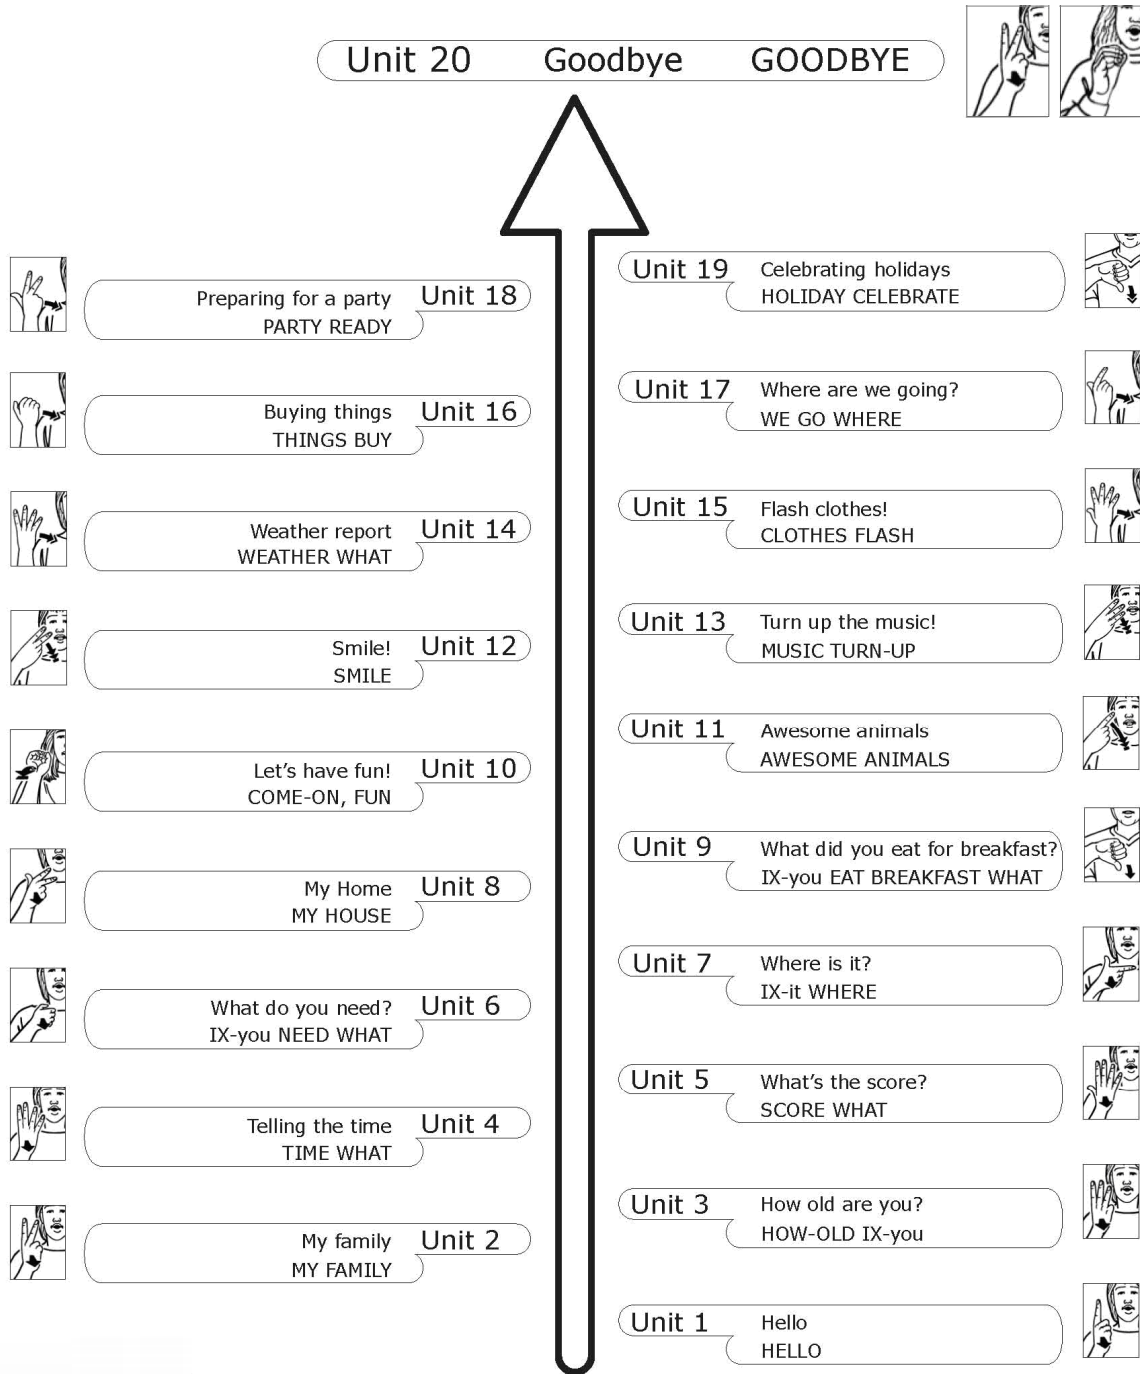 Unit 20 Goodbye GOODBYE
Unit 19 Celebrating holidays
HOLIDAY CELEBRATE
Preparing for a party Unit 18
PARTY READY
Unit 17 Where are we going?
WE GO WHERE
Buying things Unit 16
THINGS BUY
Unit 15 Flash clothes!
CLOTHES FLASH
Weather report Unit 14
WEATHER WHAT
Unit 13 Turn up the music!
MUSIC TURN-UP
Smile! Unit 12
SMILE
Unit 11 Awesome animals
AWESOME ANIMALS
Let's have fun! Unit 10
COME-ON, FUN
Unit 9 What did you eat for breakfast?
IX-you EAT BREAKFAST WHAT
My Home Unit 8
MY HOUSE
Unit 7 Where is it?
IX-it WHERE
What do you need? Unit 6
IX-you NEED WHAT
Unit 5 What's the score?
SCORE WHAT
Telling the time Unit 4
TIME WHAT
Unit 3 How old are you?
HOW-OLD IX-you
My family Unit 2
MY FAMILY
Unit 1 Hello
HELLO